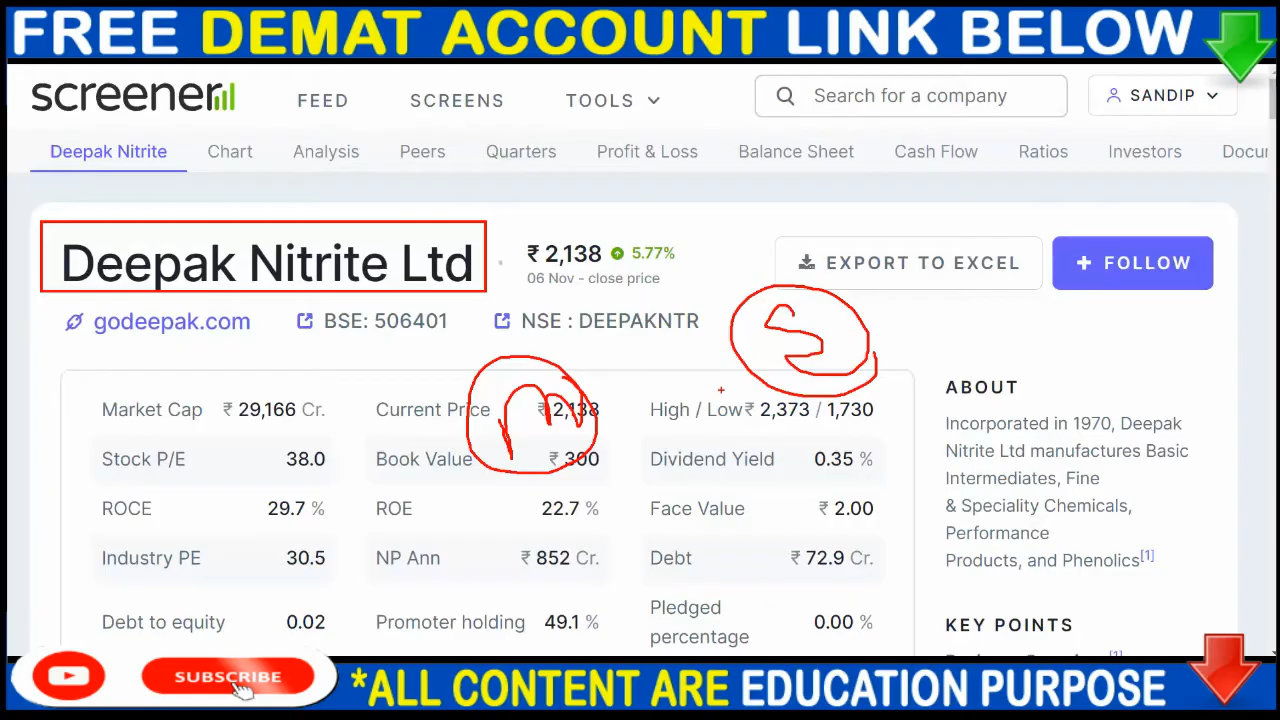 FREE DEMAT ACCOUNT LINK BELOW
screener FEED SCREENS TOOLS Search for a company SANDIP
Deepak Nitrite Chart Analysis Peers Quarters Profit & Loss Balance Sheet Cash Flow Ratios Investors Docum
Deepak Nitrite Ltd ₹ 2,138 5.77% EXPORT TO EXCEL + FOLLOW
06 Nov - close price
godeepak.com BSE: 506401 NSE : DEEPAKNTR
Market Cap ₹ 29,166 Cr. Current Price ₹ 2,138 High / Low ₹ 2,373 / 1,730
Stock P/E 38.0 Book Value ₹ 300 Dividend Yield 0.35 %
ROCE 29.7 % ROE 22.7 % Face Value ₹ 2.00
Industry PE 30.5 NP Ann ₹ 852 Cr. Debt ₹ 72.9 Cr.
Debt to equity 0.02 Promoter holding 49.1 % Pledged percentage 0.00 %
m
S
ABOUT
Incorporated in 1970, Deepak
Nitrite Ltd manufactures Basic
Intermediates, Fine
& Speciality Chemicals,
Performance
Products, and Phenolics[1]
KEY POINTS
[1]
SUBSCRIBE
*ALL CONTENT ARE EDUCATION PURPOSE